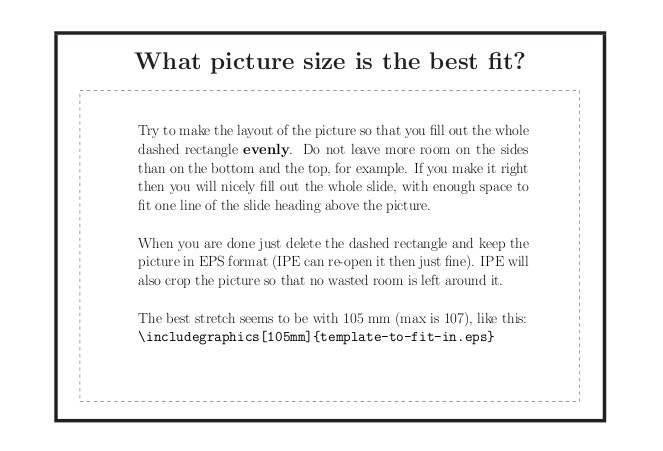 What picture size is the best fit?
Try to make the layout of the picture so that you fill out the whole
dashed rectangle evenly. Do not leave more room on the sides
than on the bottom and the top, for example. If you make it right
then you will nicely fill out the whole slide, with enough space to
fit one line of the slide heading above the picture.
When you are done just delete the dashed rectangle and keep the
picture in EPS format (IPE can re-open it then just fine). IPE will
also crop the picture so that no wasted room is left around it.
The best stretch seems to be with 105 mm (max is 107), like this:
\includegraphics[105mm]{template-to-fit-in.eps}